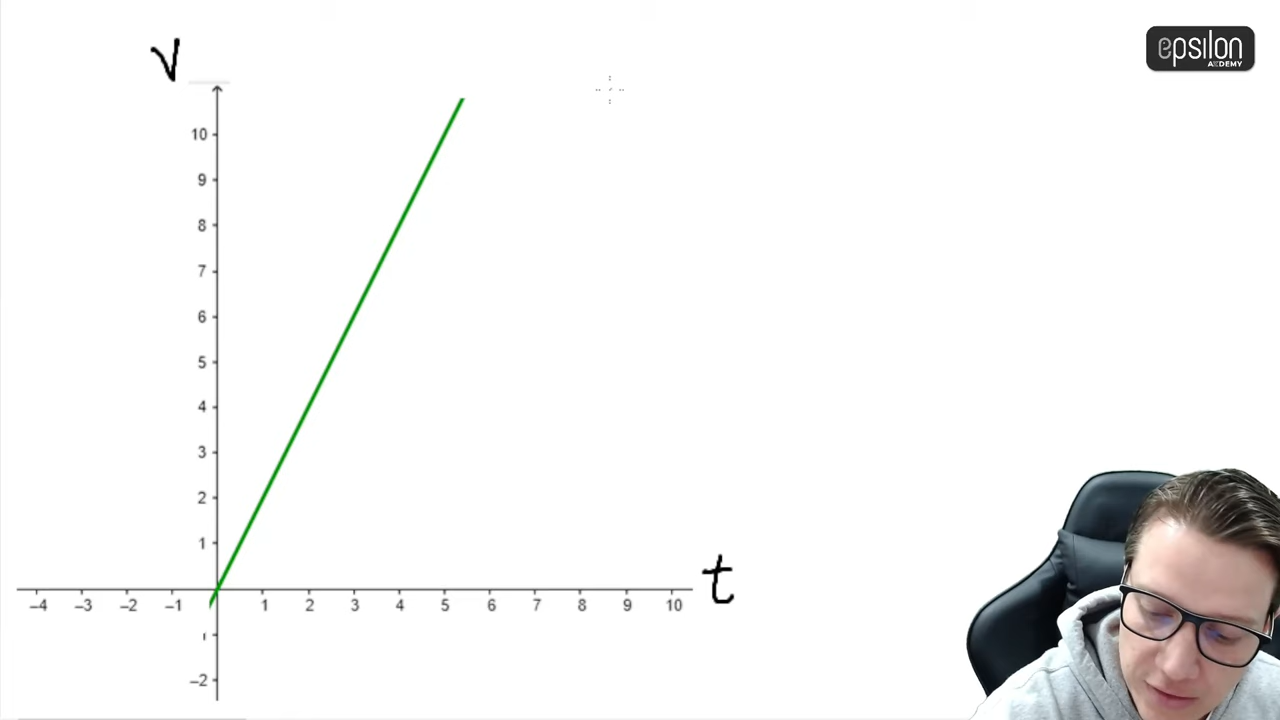 v
epsilon
AXDEMY
10
9
8
7
6
5
4
3
2
1
–4 –3 –2 –1 1 2 3 4 5 6 7 8 9 10
t
–2